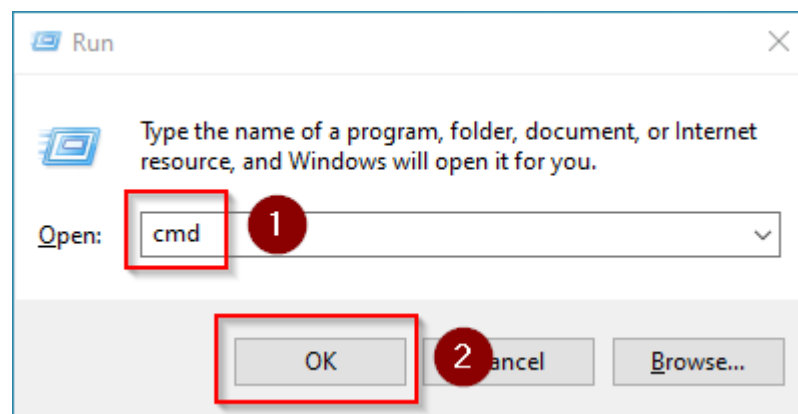 Run
Type the name of a program, folder, document, or Internet
resource, and Windows will open it for you.
Open: cmd 1
OK 2 ancel Browse...